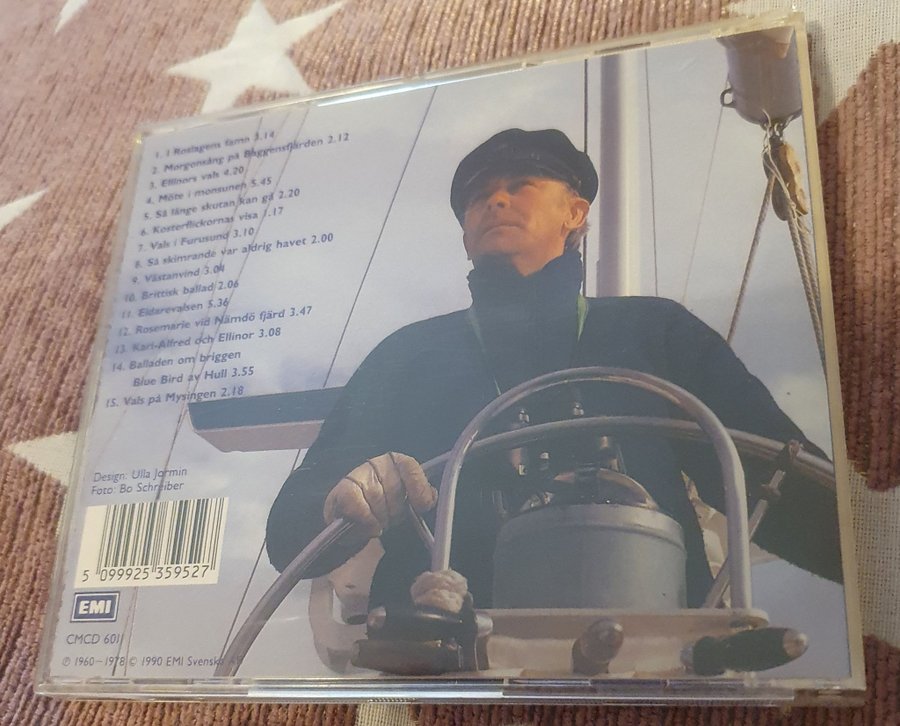 1. I Roslagens famn 3.14
2. Morgonsång på Baggensfjärden 2.12
3. Ellinors vals 4.20
4. Möte i monsunen 5.45
5. Så länge skutan kan gå 2.20
6. Kosterflickornas visa 1.17
7. Vals i Furusund 3.10
8. Så skimrande var aldrig havet 2.00
9. Västanvind 3.04
10. Brittisk ballad 2.06
11. Eldarevalsen 5.36
12. Rosemarie vid Nämdö fjärd 3.47
13. Karl-Alfred och Ellinor 3.08
14. Balladen om briggen
Blue Bird av Hull 3.55
15. Vals på Mysingen 2.18
Design: Ulla Jormin
Foto: Bo Schreiber
5 099925 359527
EMI
CMCD 6011
℗ 1960–1978 © 1990 EMI Svenska AB